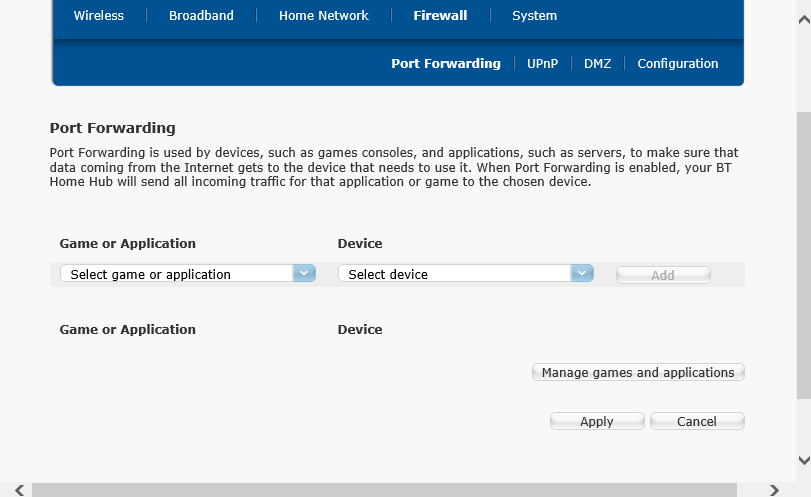 Wireless Broadband Home Network Firewall System
Port Forwarding UPnP DMZ Configuration
Port Forwarding
Port Forwarding is used by devices, such as games consoles, and applications, such as servers, to make sure that
data coming from the Internet gets to the device that needs to use it. When Port Forwarding is enabled, your BT
Home Hub will send all incoming traffic for that application or game to the chosen device.
Game or Application Device
Select game or application Select device Add
Game or Application Device
Manage games and applications
Apply Cancel